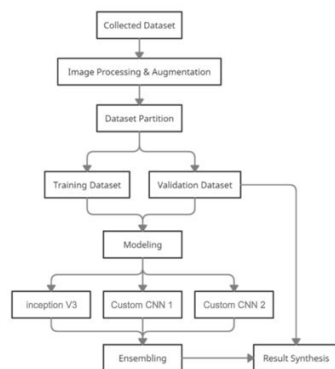 Collected Dataset
Image Processing & Augmentation
Dataset Partition
Training Dataset
Validation Dataset
Modeling
inception V3
Custom CNN 1
Custom CNN 2
Ensembling
Result Synthesis